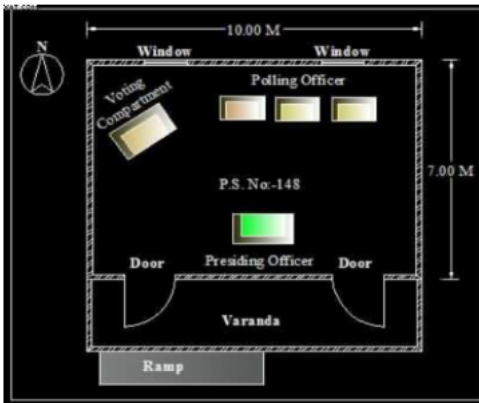 10.00 M
N
Window
Window
Polling Officer
Voting
Compartment
P.S. No:-148
7.00 M
Door
Presiding Officer
Door
Varanda
Ramp